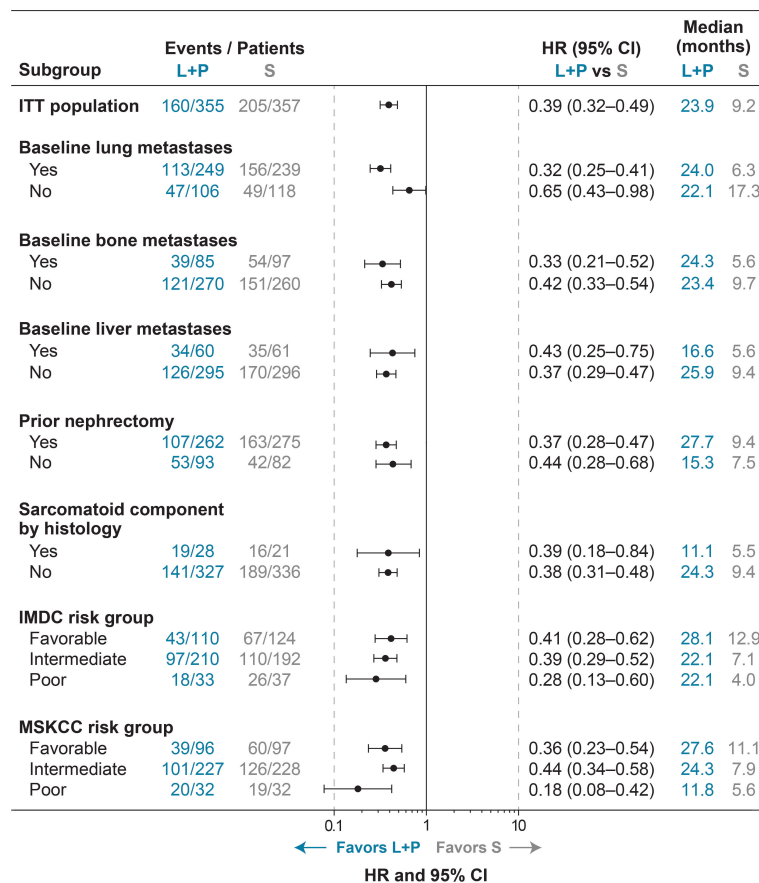 Events / Patients HR (95% CI) Median (months)
Subgroup L+P S L+P vs S L+P S
ITT population 160/355 205/357 0.39 (0.32–0.49) 23.9 9.2
Baseline lung metastases
Yes 113/249 156/239 0.32 (0.25–0.41) 24.0 6.3
No 47/106 49/118 0.65 (0.43–0.98) 22.1 17.3
Baseline bone metastases
Yes 39/85 54/97 0.33 (0.21–0.52) 24.3 5.6
No 121/270 151/260 0.42 (0.33–0.54) 23.4 9.7
Baseline liver metastases
Yes 34/60 35/61 0.43 (0.25–0.75) 16.6 5.6
No 126/295 170/296 0.37 (0.29–0.47) 25.9 9.4
Prior nephrectomy
Yes 107/262 163/275 0.37 (0.28–0.47) 27.7 9.4
No 53/93 42/82 0.44 (0.28–0.68) 15.3 7.5
Sarcomatoid component
by histology
Yes 19/28 16/21 0.39 (0.18–0.84) 11.1 5.5
No 141/327 189/336 0.38 (0.31–0.48) 24.3 9.4
IMDC risk group
Favorable 43/110 67/124 0.41 (0.28–0.62) 28.1 12.9
Intermediate 97/210 110/192 0.39 (0.29–0.52) 22.1 7.1
Poor 18/33 26/37 0.28 (0.13–0.60) 22.1 4.0
MSKCC risk group
Favorable 39/96 60/97 0.36 (0.23–0.54) 27.6 11.1
Intermediate 101/227 126/228 0.44 (0.34–0.58) 24.3 7.9
Poor 20/32 19/32 0.18 (0.08–0.42) 11.8 5.6
0.1 1 10
Favors L+P Favors S
HR and 95% CI